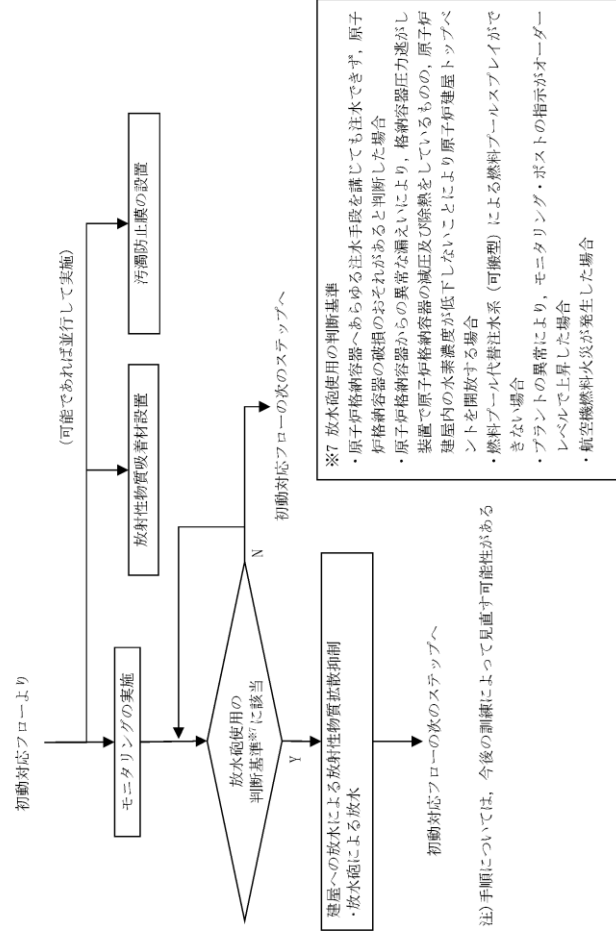 初動対応フローより
(可能であれば並行して実施)
モニタリングの実施
放射性物質吸着材設置
汚濁防止膜の設置
放水砲使用の
判断基準※7に該当
N
初動対応フローの次のステップへ
Y
建屋への放水による放射性物質拡散抑制
・放水砲による放水
初動対応フローの次のステップへ
注)手順については，今後の訓練によって見直す可能性がある
※7 放水砲使用の判断基準
・原子炉格納容器へあらゆる注水手段を講じても注水できず，原子
炉格納容器の破損のおそれがあると判断した場合
・原子炉格納容器からの異常な漏えいにより，格納容器圧力逃がし
装置で原子炉格納容器の減圧及び除熱をしているものの，原子炉
建屋内の水素濃度が低下しないことにより原子炉建屋トップベ
ントを開放する場合
・燃料プール代替注水系（可搬型）による燃料プールスプレイがで
きない場合
・プラントの異常により，モニタリング・ポストの指示がオーダー
レベルで上昇した場合
・航空機燃料火災が発生した場合